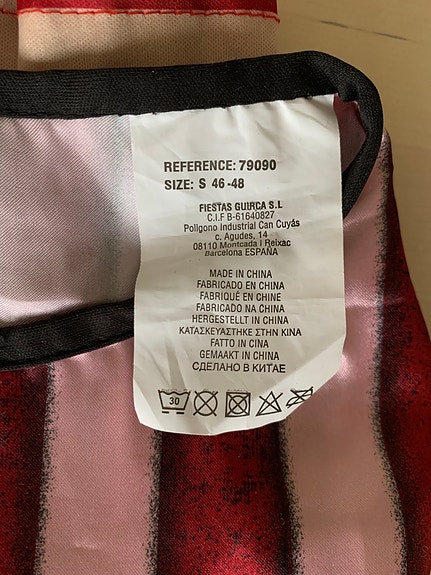 REFERENCE: 79090
SIZE: S 46-48
FIESTAS GUIRCA S.L
C.I.F B-61640827
Poligono Industrial Can Cuyás
c. Agudes, 14
08110 Montcada I Reixac
Barcelona ESPAÑA
MADE IN CHINA
FABRICADO EN CHINA
FABRIQUÉ EN CHINE
FABRICADO NA CHINA
HERGESTELLT IN CHINA
ΚΑΤΑΣΚΕΥΑΣΤΗΚΕ ΣΤΗΝ ΚΙΝΑ
FATTO IN CINA
GEMAAKT IN CHINA
СДЕЛАНО В КИТАЕ
30